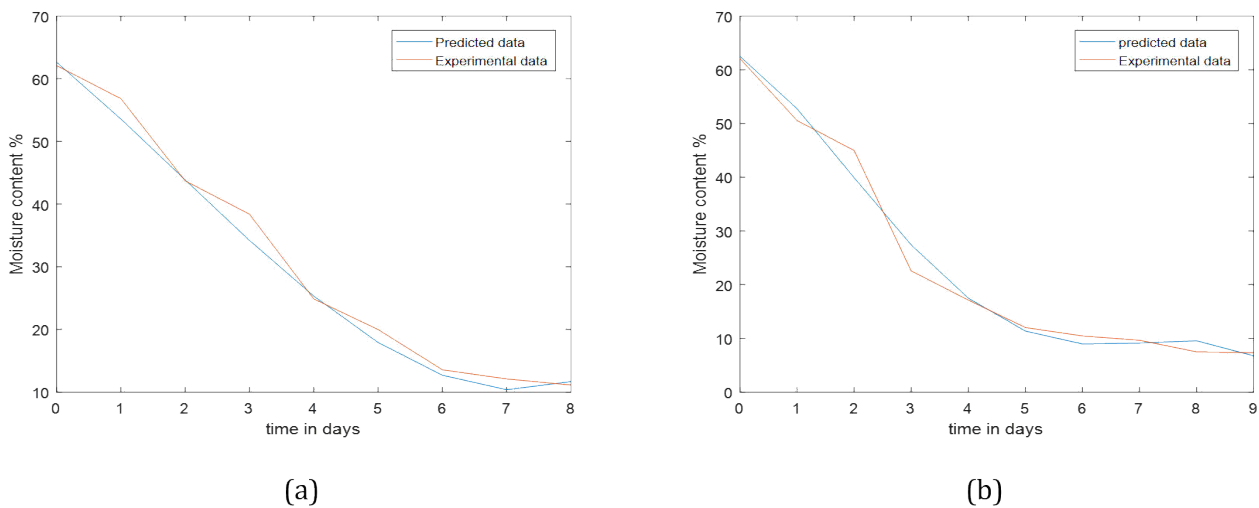 70
60
50
40
30
20
10
Moisture content %
Predicted data
Experimental data
0 1 2 3 4 5 6 7 8
time in days
(a)
70
60
50
40
30
20
10
0
Moisture content %
predicted data
Experimental data
0 1 2 3 4 5 6 7 8 9
time in days
(b)